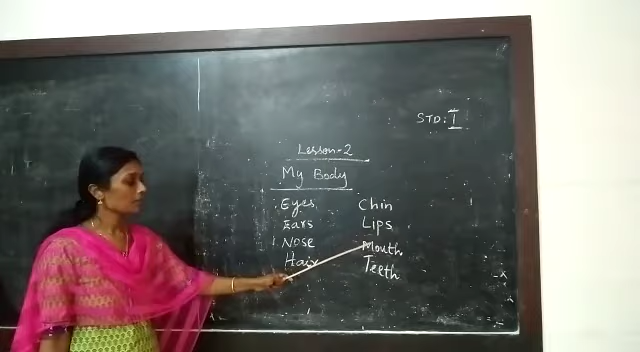 STD: I
Lesson-2
My Body
Eyes Chin
Ears Lips
Nose Mouth
Hair Teeth